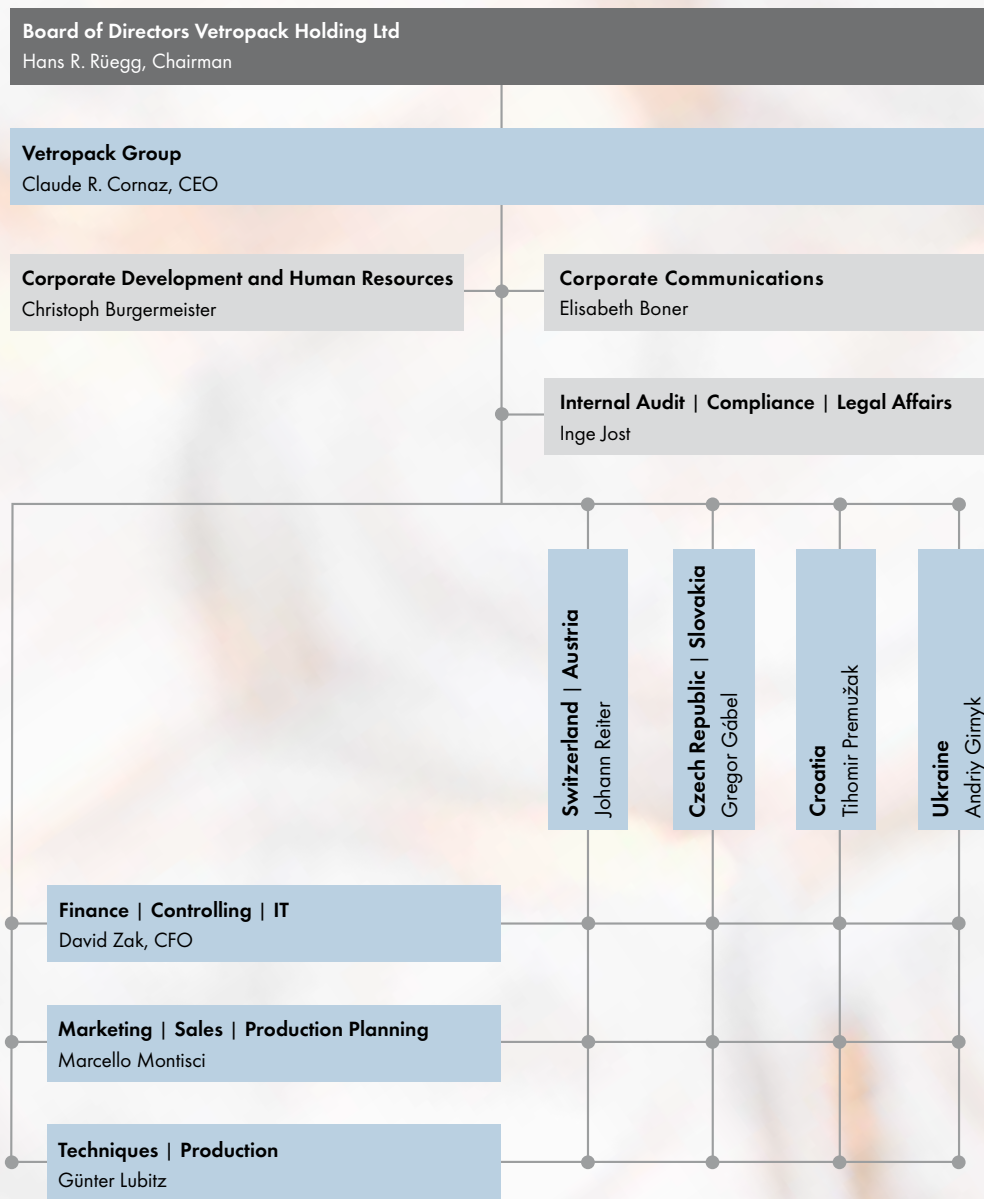 Board of Directors Vetropack Holding Ltd
Hans R. Rüegg, Chairman
Vetropack Group
Claude R. Cornaz, CEO
Corporate Development and Human Resources
Christoph Burgermeister
Corporate Communications
Elisabeth Boner
Internal Audit | Compliance | Legal Affairs
Inge Jost
Switzerland | Austria
Johann Reiter
Czech Republic | Slovakia
Gregor Gábel
Croatia
Tihomir Premužak
Ukraine
Andriy Girnyk
Finance | Controlling | IT
David Zak, CFO
Marketing | Sales | Production Planning
Marcello Montisci
Techniques | Production
Günter Lubitz